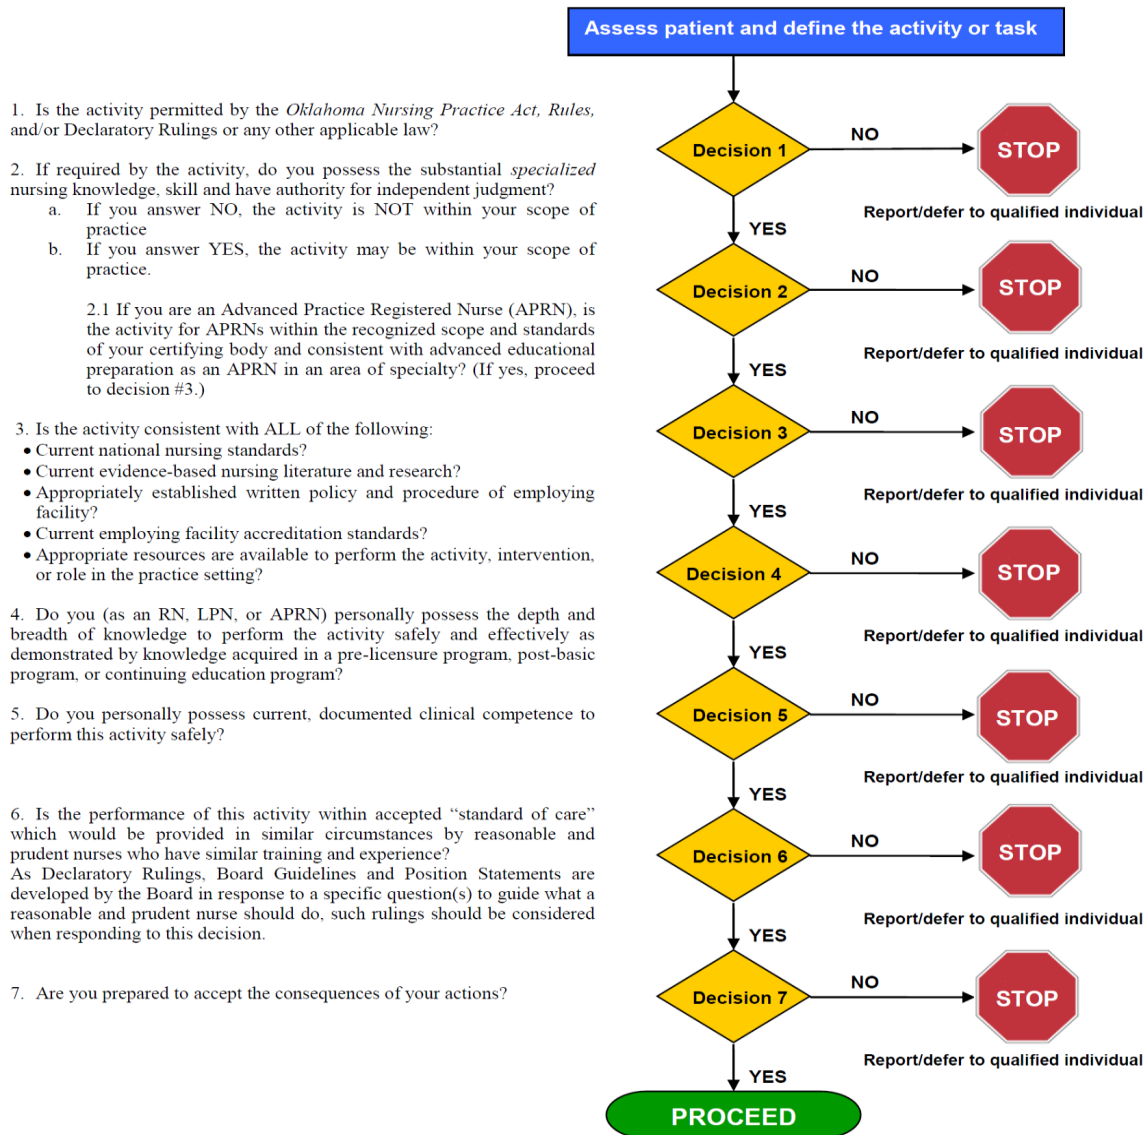 Assess patient and define the activity or task
1. Is the activity permitted by the Oklahoma Nursing Practice Act, Rules,
and/or Declaratory Rulings or any other applicable law?
2. If required by the activity, do you possess the substantial specialized
nursing knowledge, skill and have authority for independent judgment?
a. If you answer NO, the activity is NOT within your scope of
practice
b. If you answer YES, the activity may be within your scope of
practice.
2.1 If you are an Advanced Practice Registered Nurse (APRN), is
the activity for APRNs within the recognized scope and standards
of your certifying body and consistent with advanced educational
preparation as an APRN in an area of specialty? (If yes, proceed
to decision #3.)
3. Is the activity consistent with ALL of the following:
• Current national nursing standards?
• Current evidence-based nursing literature and research?
• Appropriately established written policy and procedure of employing
facility?
• Current employing facility accreditation standards?
• Appropriate resources are available to perform the activity, intervention,
or role in the practice setting?
4. Do you (as an RN, LPN, or APRN) personally possess the depth and
breadth of knowledge to perform the activity safely and effectively as
demonstrated by knowledge acquired in a pre-licensure program, post-basic
program, or continuing education program?
5. Do you personally possess current, documented clinical competence to
perform this activity safely?
6. Is the performance of this activity within accepted “standard of care”
which would be provided in similar circumstances by reasonable and
prudent nurses who have similar training and experience?
As Declaratory Rulings, Board Guidelines and Position Statements are
developed by the Board in response to a specific question(s) to guide what a
reasonable and prudent nurse should do, such rulings should be considered
when responding to this decision.
7. Are you prepared to accept the consequences of your actions?
Decision 1
NO
STOP
Report/defer to qualified individual
YES
Decision 2
NO
STOP
Report/defer to qualified individual
YES
Decision 3
NO
STOP
Report/defer to qualified individual
YES
Decision 4
NO
STOP
Report/defer to qualified individual
YES
Decision 5
NO
STOP
Report/defer to qualified individual
YES
Decision 6
NO
STOP
Report/defer to qualified individual
YES
Decision 7
NO
STOP
Report/defer to qualified individual
YES
PROCEED